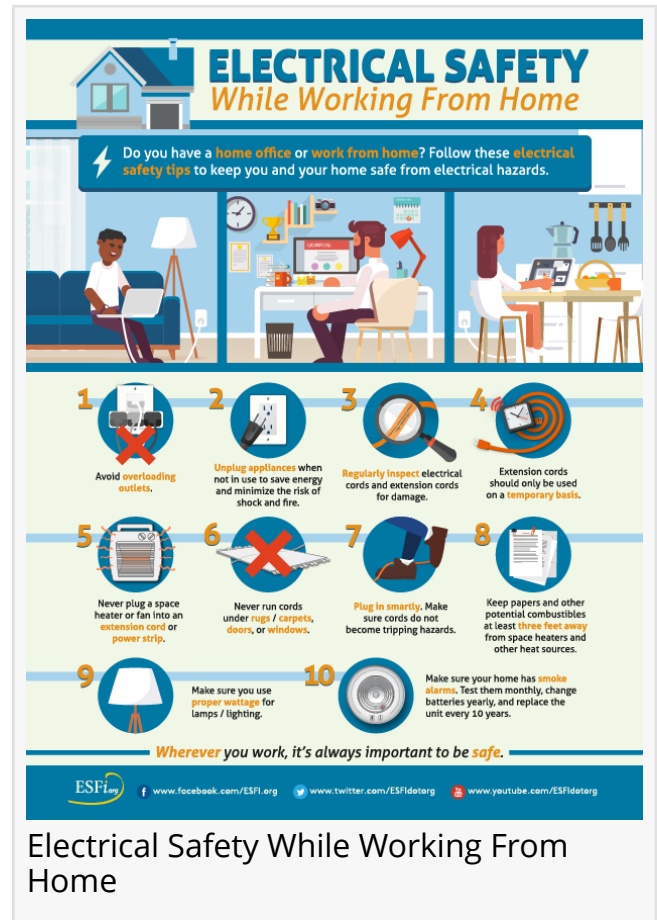 ELECTRICAL SAFETY
While Working From Home
Do you have a home office or work from home? Follow these electrical
safety tips to keep you and your home safe from electrical hazards.
1
Avoid overloading
outlets.
2
Unplug appliances when
not in use to save energy
and minimize the risk of
shock and fire.
3
Regularly inspect electrical
cords and extension cords
for damage.
4
Extension cords
should only be used
on a temporary basis.
5
Never plug a space
heater or fan into an
extension cord or
power strip.
6
Never run cords
under rugs / carpets,
doors, or windows.
7
Plug in smartly. Make
sure cords do not
become tripping hazards.
8
Keep papers and other
potential combustibles
at least three feet away
from space heaters and
other heat sources.
9
Make sure you use
proper wattage for
lamps / lighting.
10
Make sure your home has smoke
alarms. Test them monthly, change
batteries yearly, and replace the
unit every 10 years.
Wherever you work, it's always important to be safe.
ESFi.org
www.facebook.com/ESFI.org
www.twitter.com/ESFIdotorg
www.youtube.com/ESFIdotorg
Electrical Safety While Working From
Home